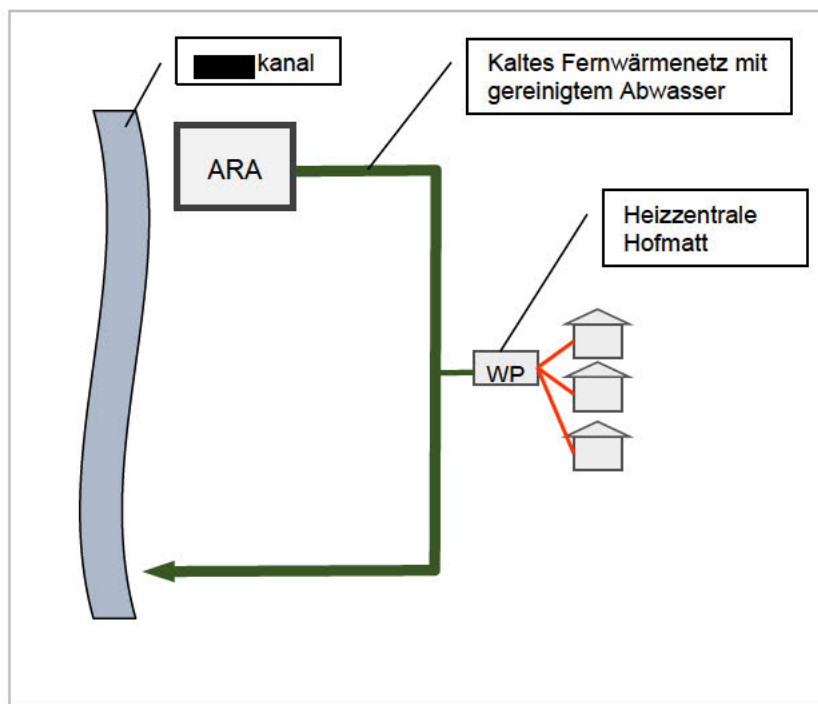 kanal
Kaltes Fernwärmenetz mit
gereinigtem Abwasser
ARA
Heizzentrale
Hofmatt
WP